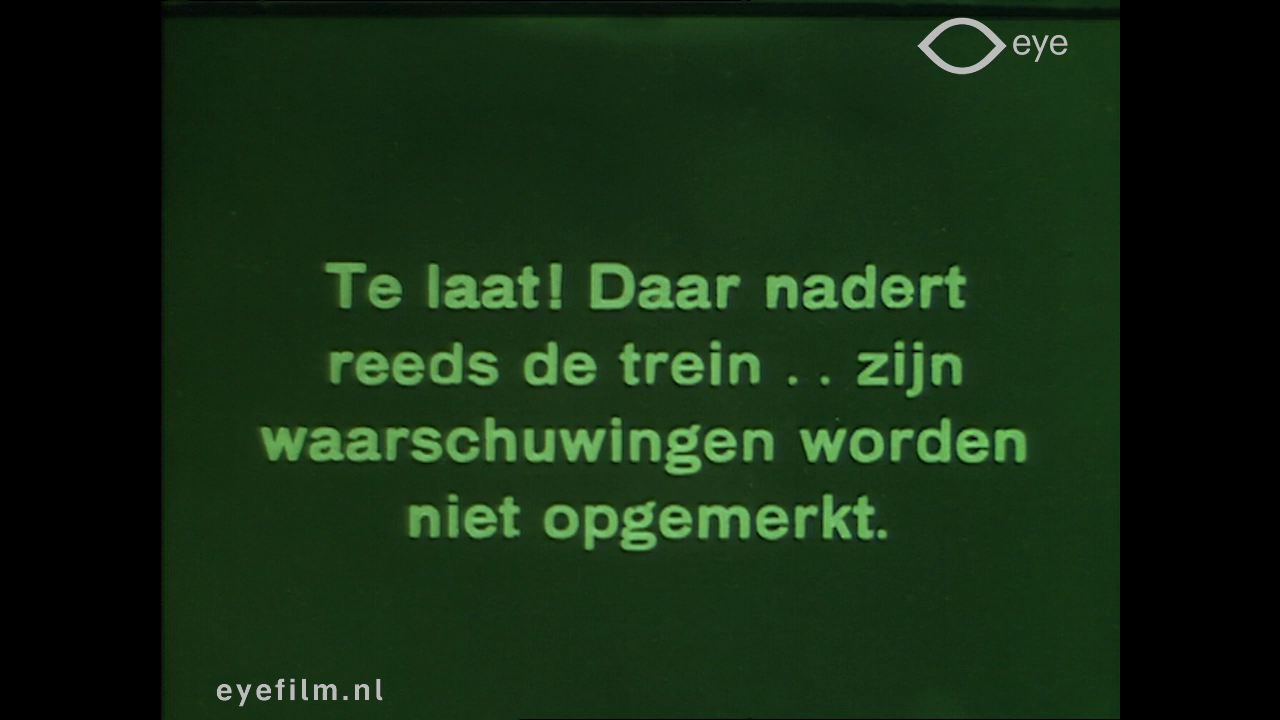 eye
Te laat! Daar nadert
reeds de trein . . zijn
waarschuwingen worden
niet opgemerkt.
eyefilm.nl